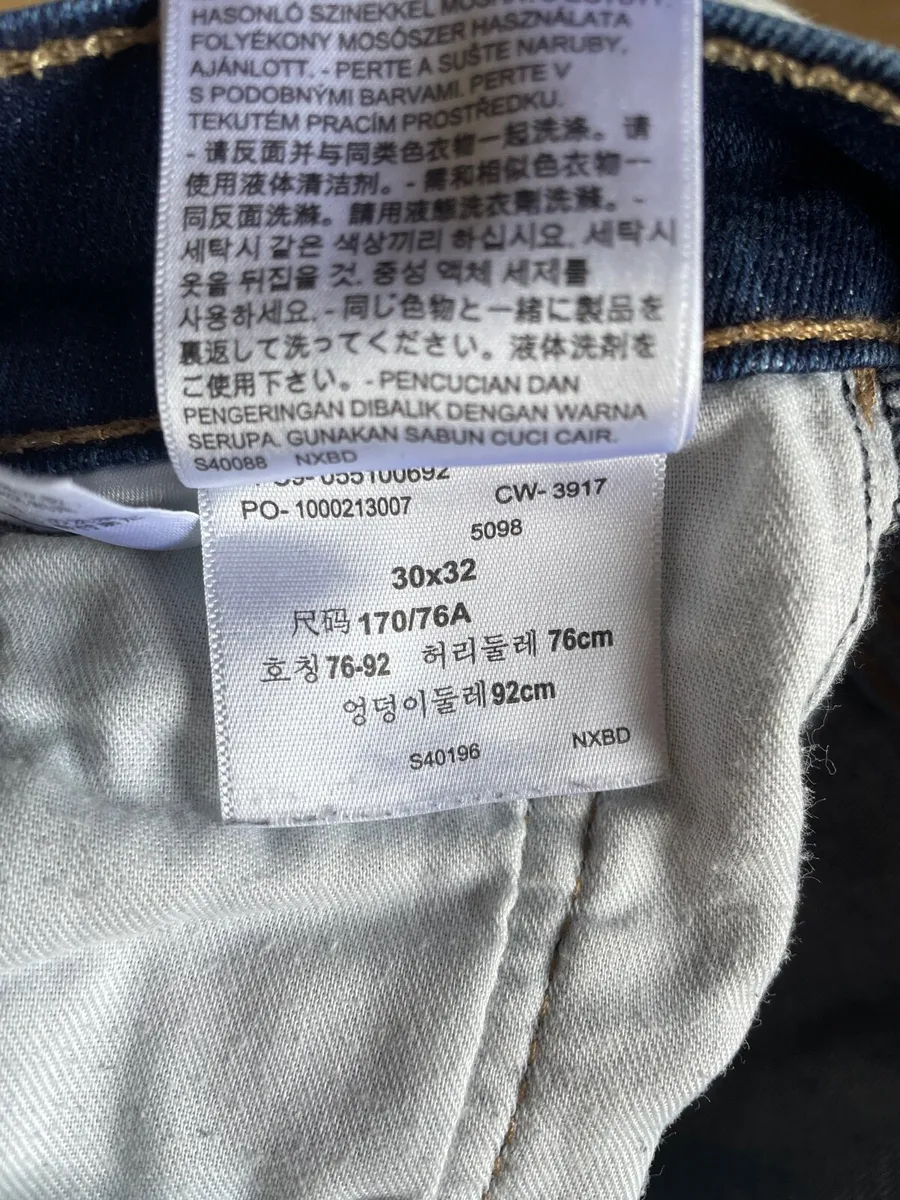 HASONLÓ SZINEKKEL
FOLYÉKONY MOSÓSZER HASZNÁLATA
AJÁNLOTT. - PERTE A SUŠTE NARUBY.
S PODOBNÝMI BARVAMI. PERTE V
TEKUTÉM PRACÍM PROSTŘEDKU.
- 请反面并与同类色衣物一起洗涤。请
使用液体清洁剂。- 需和相似色衣物一
同反面洗滌。請用液態洗衣劑洗滌。-
세탁시 같은 색상끼리 하십시요. 세탁시
옷을 뒤집을 것. 중성 액체 세제를
사용하세요. - 同じ色物と一緒に製品を
裏返して洗ってください。液体洗剤を
ご使用下さい。- PENCUCIAN DAN
PENGERINGAN DIBALIK DENGAN WARNA
SERUPA. GUNAKAN SABUN CUCI CAIR.
S40088 NXBD
055100692
PO- 1000213007 CW- 3917
5098
30x32
尺码 170/76A
호칭 76-92 허리둘레 76cm
엉덩이둘레 92cm
S40196 NXBD